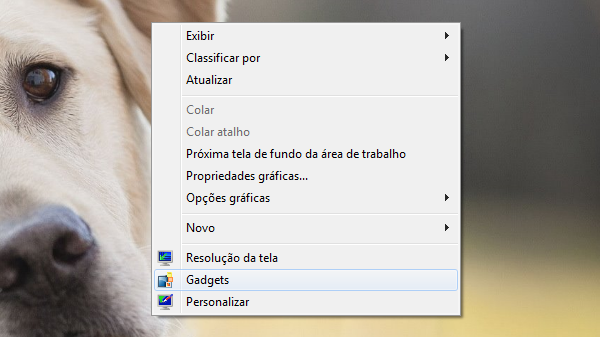 Exibir
Classificar por
Atualizar
Colar
Colar atalho
Próxima tela de fundo da área de trabalho
Propriedades gráficas...
Opções gráficas
Novo
Resolução da tela
Gadgets
Personalizar